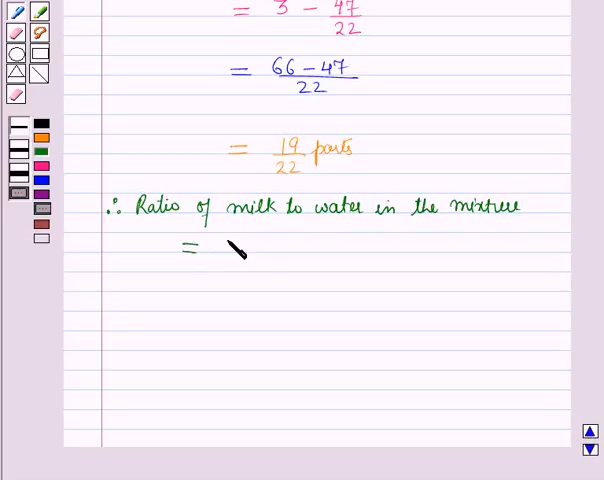 = 3 - 47/22
= 66 - 47/22
= 19/22 parts
∴ Ratio of milk to water in the mixture
=